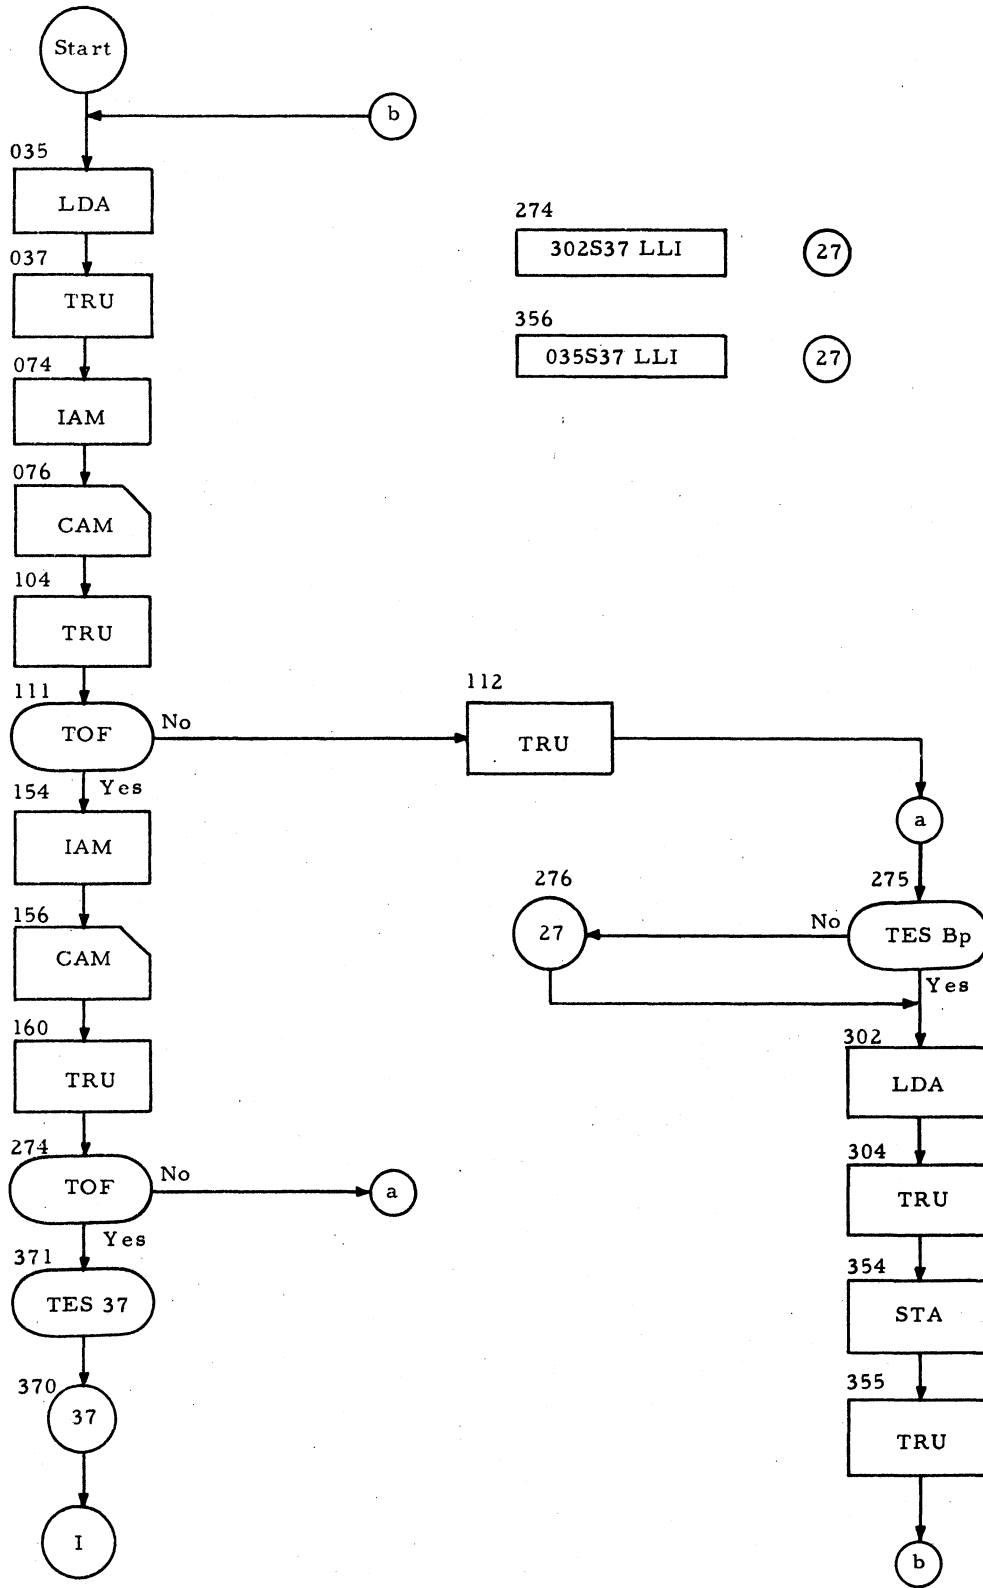 Start
b
035
LDA
037
TRU
074
IAM
076
CAM
104
TRU
111
TOF
No
Yes
154
IAM
156
CAM
160
TRU
274
TOF
No
a
Yes
371
TES 37
370
37
I
274
302S37 LLI
27
356
035S37 LLI
27
112
TRU
a
275
TES Bp
No
Yes
276
27
302
LDA
304
TRU
354
STA
355
TRU
b